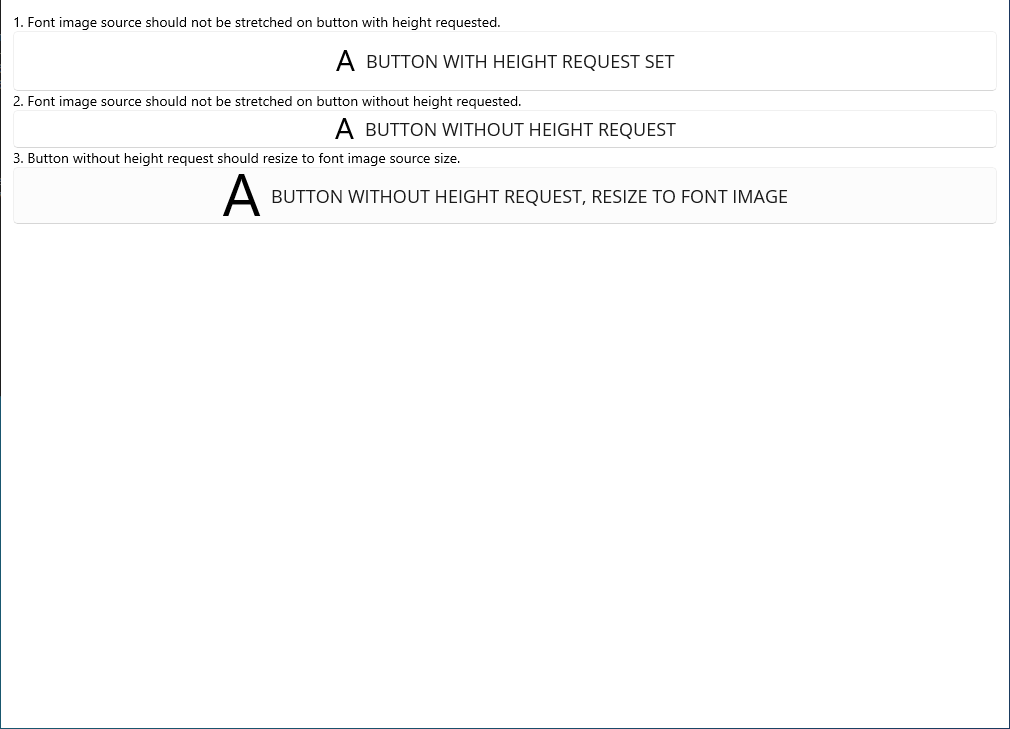 1. Font image source should not be stretched on button with height requested.
A BUTTON WITH HEIGHT REQUEST SET
2. Font image source should not be stretched on button without height requested.
A BUTTON WITHOUT HEIGHT REQUEST
3. Button without height request should resize to font image source size.
A BUTTON WITHOUT HEIGHT REQUEST, RESIZE TO FONT IMAGE